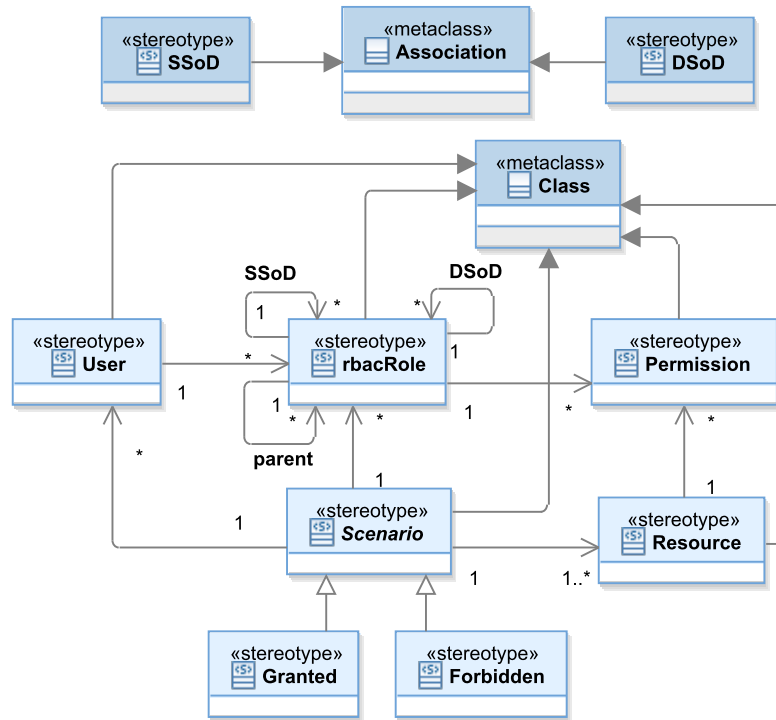 «stereotype»
SSoD
«metaclass»
Association
«stereotype»
DSoD
«metaclass»
Class
SSoD
1
*
DSoD
*
1
«stereotype»
User
1
*
«stereotype»
rbacRole
1
*
«stereotype»
Permission
1
*
parent
*
1
*
1
*
1
«stereotype»
Scenario
1
1..*
«stereotype»
Resource
«stereotype»
Granted
«stereotype»
Forbidden